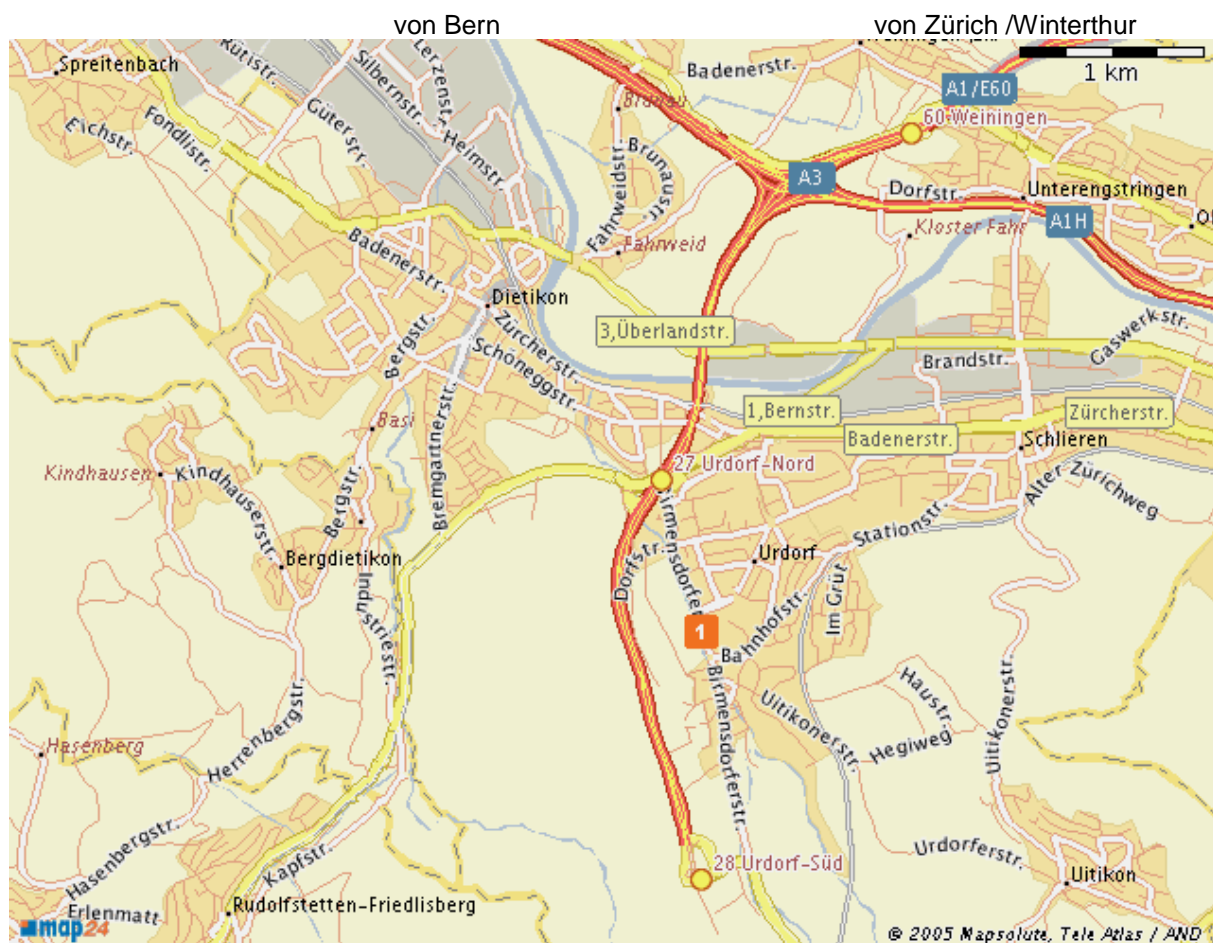 von Bern
von Zürich /Winterthur
1 km
Spreitenbach
Rütistr.
Silbernstr.
Lerzenstr.
Heimstr.
Güterstr.
Eichstr.
Fondlistr.
Badenerstr.
Brunau
Brunaustr.
Fahrweidstr.
Fahrweid
A1/E60
60 Weiningen
A3
Dorfstr.
Unterengstringen
A1H
Kloster Fahr
Badenerstr.
Dietikon
Zürcherstr.
Schöneggstr.
3,Überlandstr.
Gaswerkstr.
Brandstr.
1,Bernstr.
Zürcherstr.
Badenerstr.
Schlieren
Bergstr.
Basi
Bremgartnerstr.
Kindhausen
Kindhauserstr.
Bergstr.
Bergdietikon
Industriestr.
27 Urdorf-Nord
Birmensdorferstr.
Alter Zürichweg
Stationstr.
Urdorf
Dorfstr.
Im Grüt
1
Bahnhofstr.
Birmensdorferstr.
Uitikonerstr.
Haustr.
Hegiweg
Uitikonerstr.
Hasenberg
Herrenbergstr.
Hasenbergstr.
Kapfstr.
28 Urdorf-Süd
Urdorferstr.
Uitikon
Erlenmatt
Rudolfstetten-Friedlisberg
map24
© 2005 Mapsolute, Tele Atlas / AND